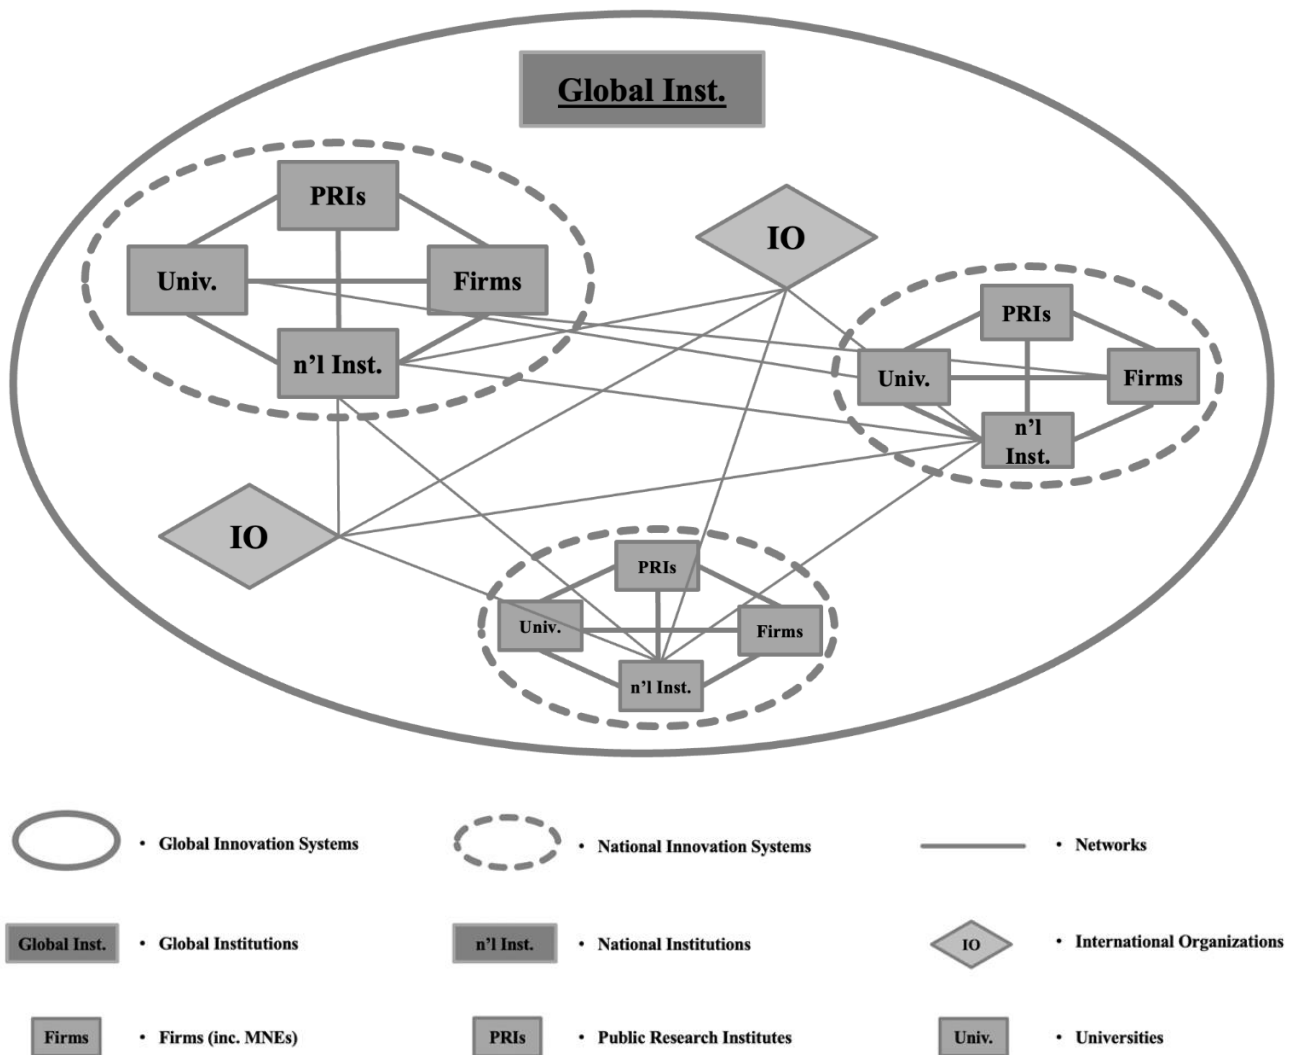 Global Inst.
PRIs
Univ.
Firms
n'l Inst.
IO
PRIs
Univ.
Firms
n'l
Inst.
IO
PRIs
Univ.
Firms
n'l Inst.
• Global Innovation Systems
• National Innovation Systems
• Networks
Global Inst.
• Global Institutions
n'l Inst.
• National Institutions
IO
• International Organizations
Firms
• Firms (inc. MNEs)
PRIs
• Public Research Institutes
Univ.
• Universities